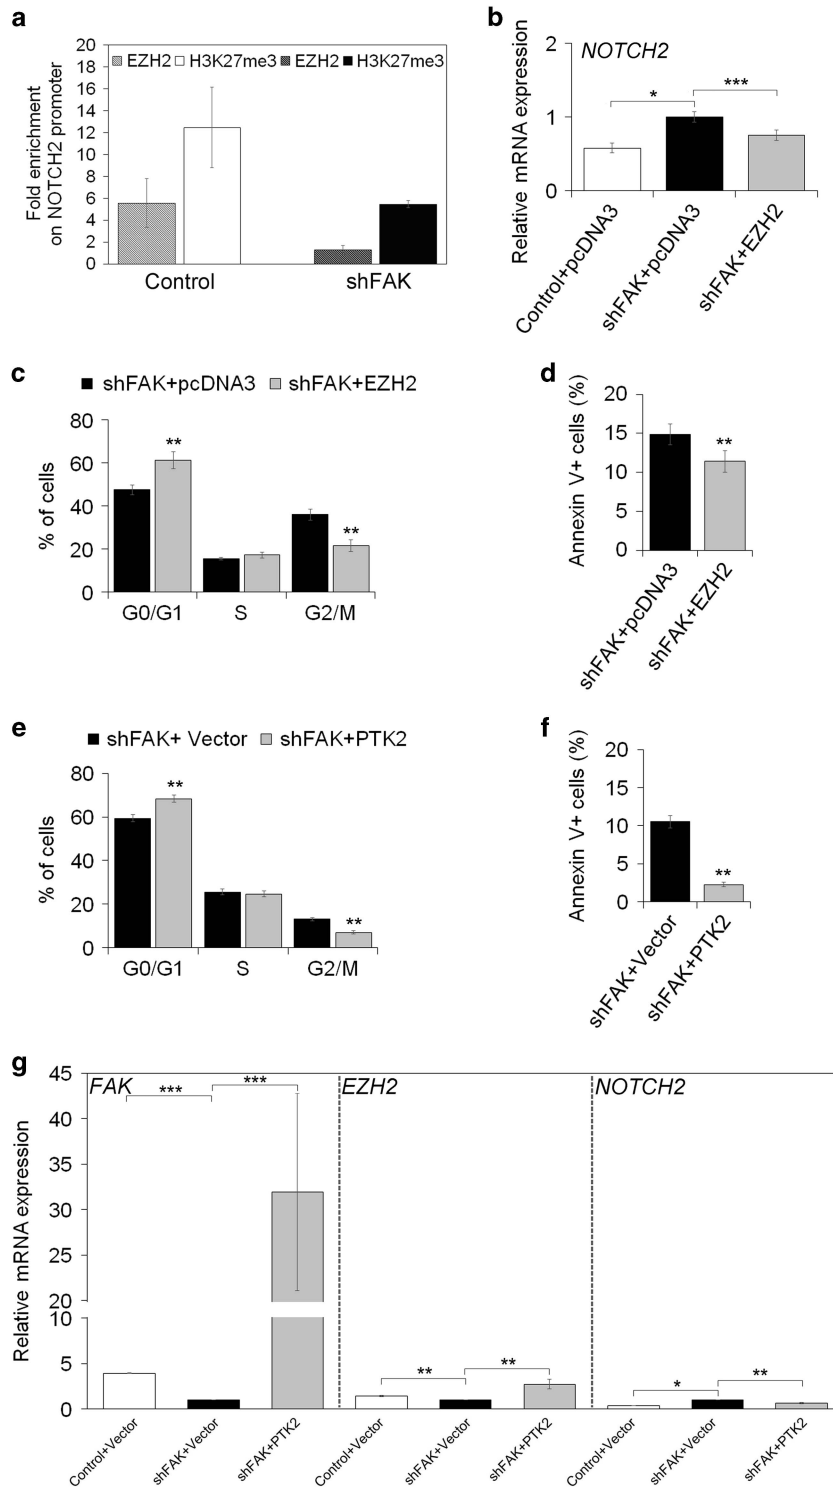 a
Fold enrichment
on NOTCH2 promoter
20
18
16
14
12
10
8
6
4
2
0
EZH2 H3K27me3 EZH2 H3K27me3
Control shFAK
b
Relative mRNA expression
2
1
0
NOTCH2
* ***
Control+pcDNA3
shFAK+pcDNA3
shFAK+EZH2
c
shFAK+pcDNA3 shFAK+EZH2
% of cells
80
60
40
20
0
**
**
G0/G1 S G2/M
d
Annexin V+ cells (%)
20
15
10
5
0
**
shFAK+pcDNA3
shFAK+EZH2
e
shFAK+ Vector shFAK+PTK2
% of cells
80
60
40
20
0
**
**
G0/G1 S G2/M
f
Annexin V+ cells (%)
20
15
10
5
0
**
shFAK+Vector
shFAK+PTK2
g
Relative mRNA expression
45
40
35
30
25
20
10
5
0
FAK EZH2 NOTCH2
*** ***
** **
* **
Control+Vector
shFAK+Vector
shFAK+PTK2
Control+Vector
shFAK+Vector
shFAK+PTK2
Control+Vector
shFAK+Vector
shFAK+PTK2